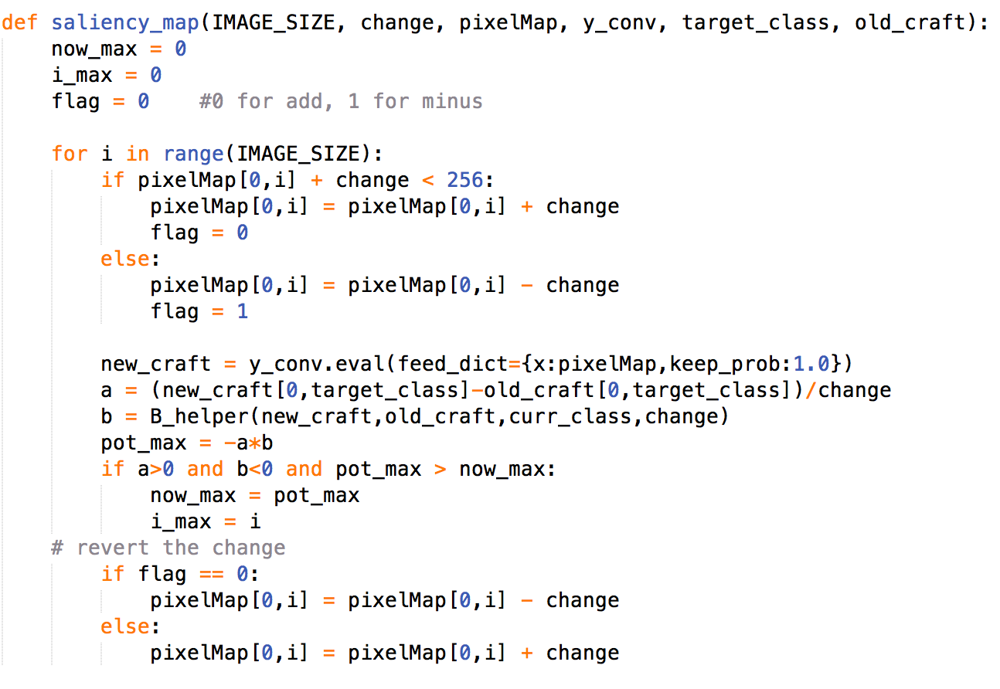 def saliency_map(IMAGE_SIZE, change, pixelMap, y_conv, target_class, old_craft):
    now_max = 0
    i_max = 0
    flag = 0    #0 for add, 1 for minus

    for i in range(IMAGE_SIZE):
        if pixelMap[0,i] + change < 256:
            pixelMap[0,i] = pixelMap[0,i] + change
            flag = 0
        else:
            pixelMap[0,i] = pixelMap[0,i] - change
            flag = 1

        new_craft = y_conv.eval(feed_dict={x:pixelMap,keep_prob:1.0})
        a = (new_craft[0,target_class]-old_craft[0,target_class])/change
        b = B_helper(new_craft,old_craft,curr_class,change)
        pot_max = -a*b
        if a>0 and b<0 and pot_max > now_max:
            now_max = pot_max
            i_max = i
    # revert the change
        if flag == 0:
            pixelMap[0,i] = pixelMap[0,i] - change
        else:
            pixelMap[0,i] = pixelMap[0,i] + change